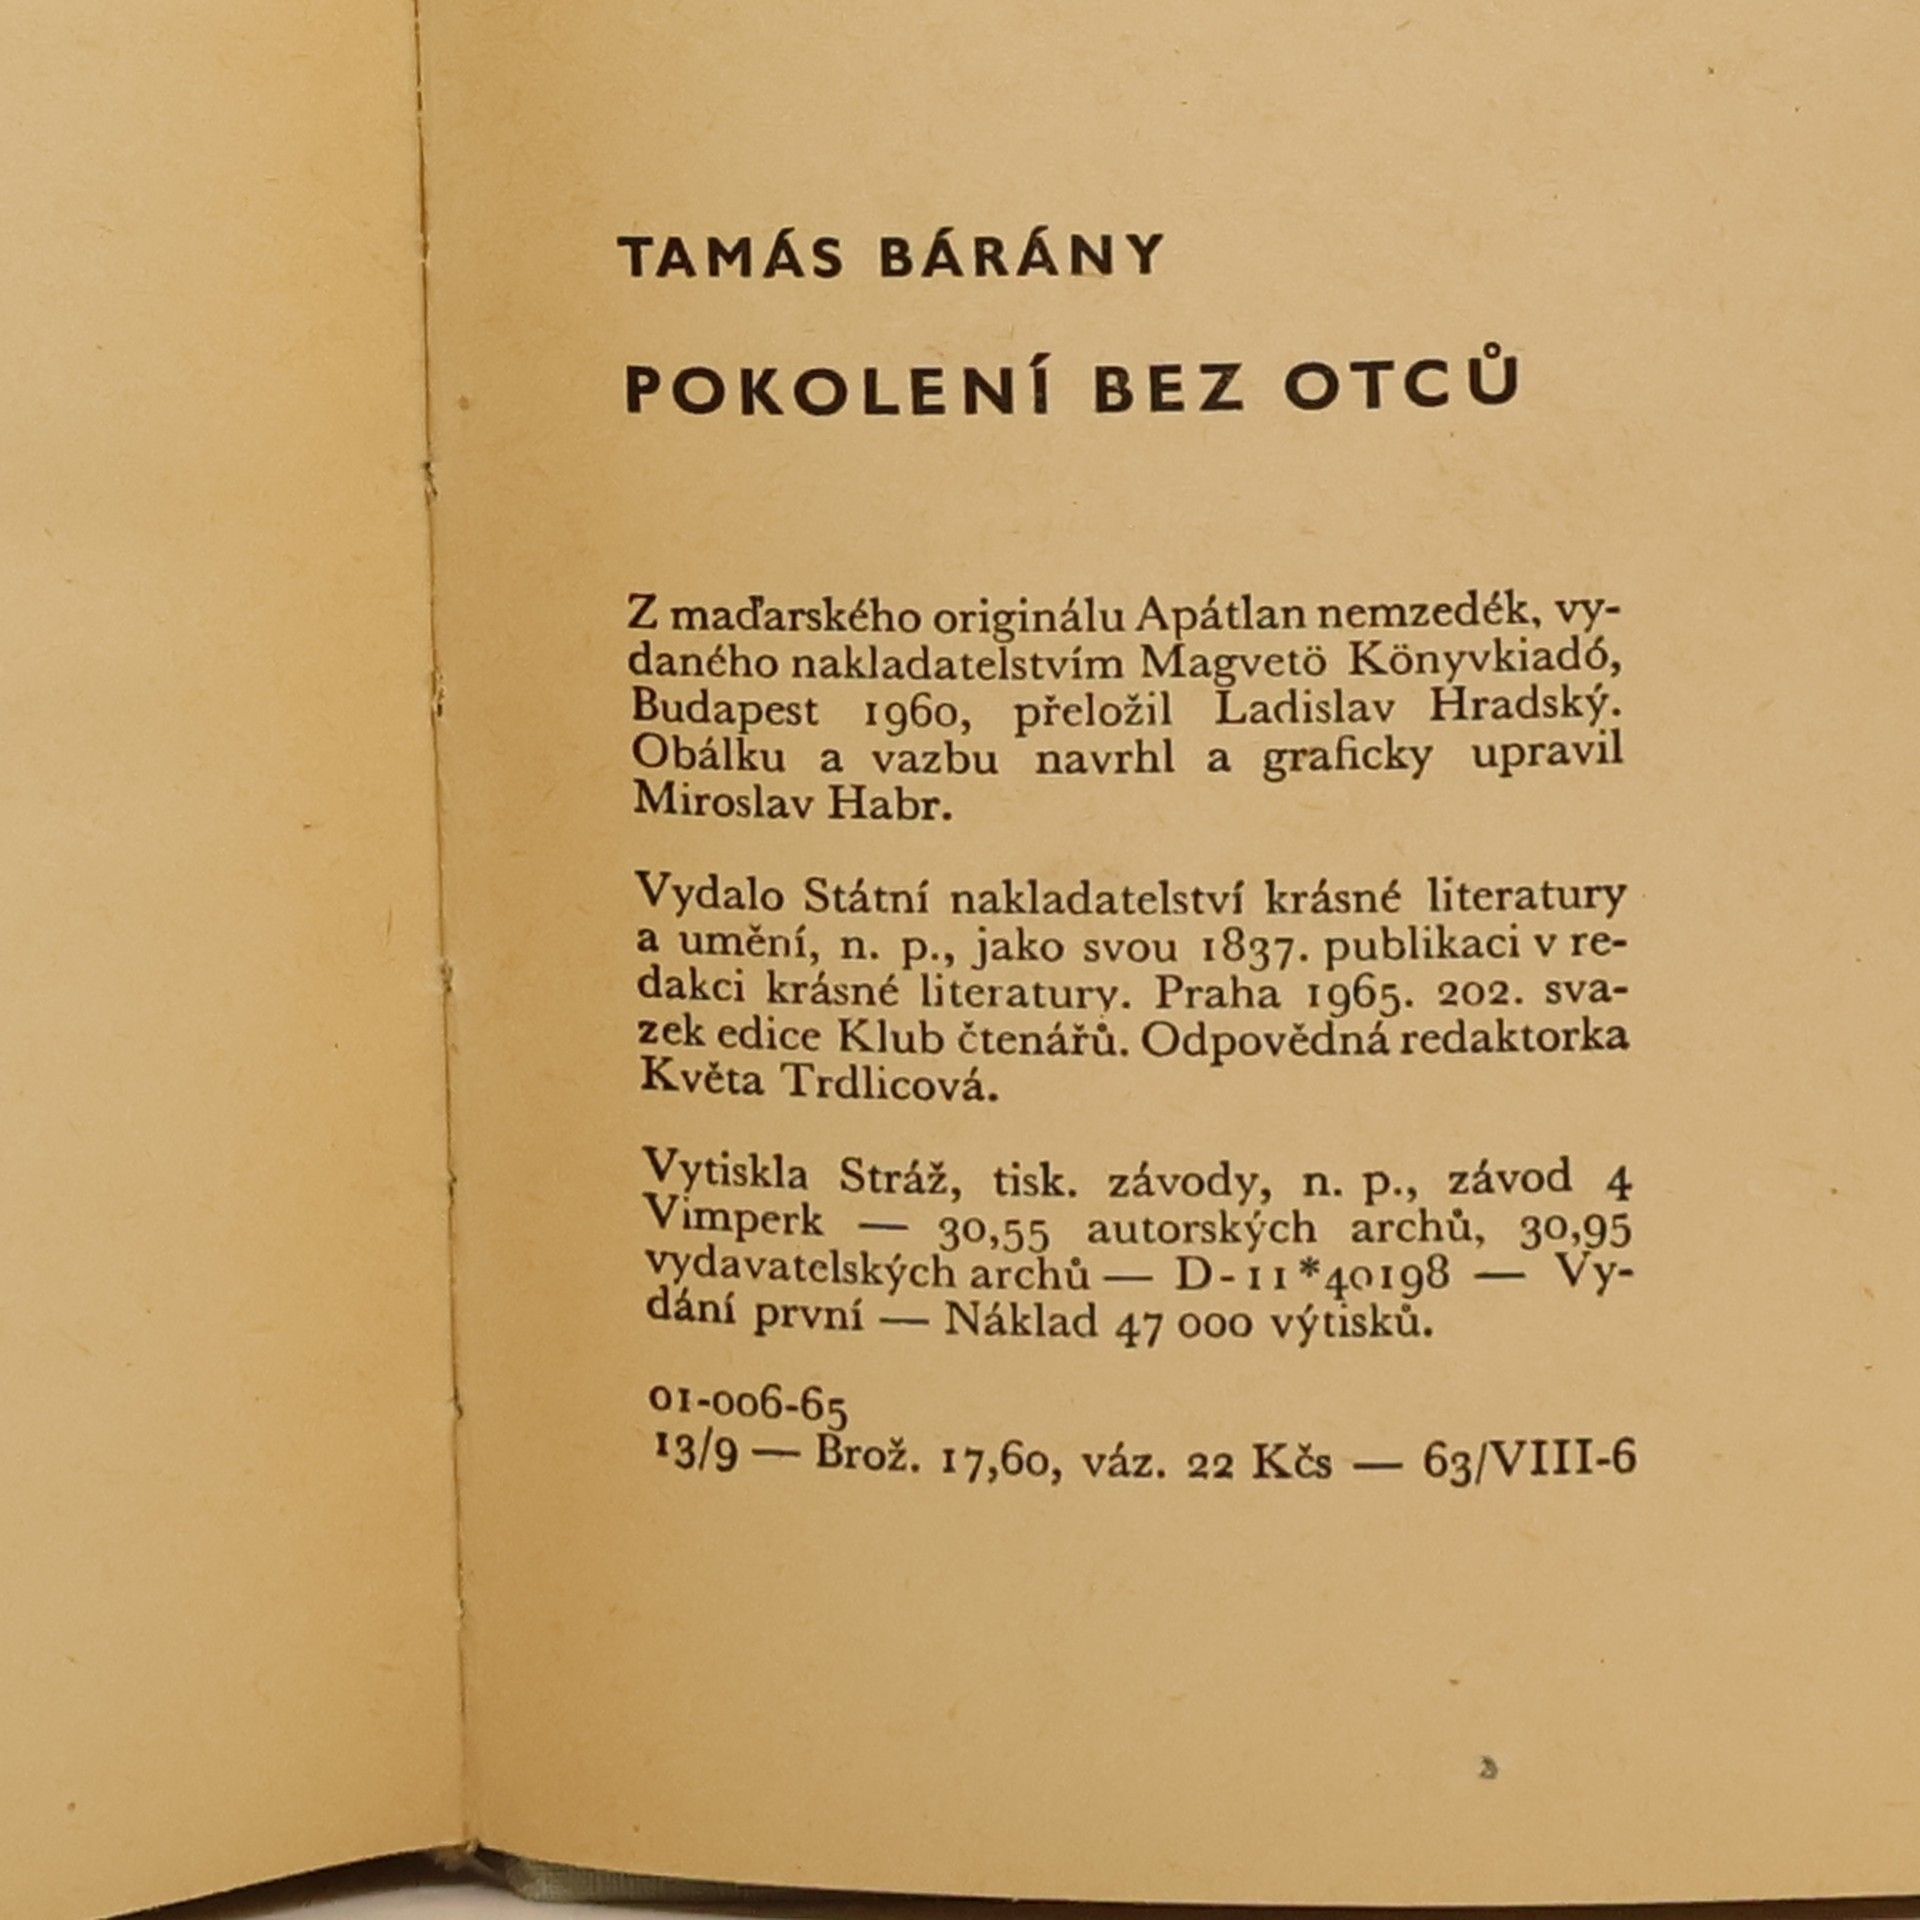 TAMÁS BÁRÁNY
POKOLENÍ BEZ OTCŮ
Z maďarského originálu Apátlan nemzedék, vy-
daného nakladatelstvím Magvetö Könyvkiadó,
Budapest 1960, přeložil Ladislav Hradský.
Obálku a vazbu navrhl a graficky upravil
Miroslav Habr.
Vydalo Státní nakladatelství krásné literatury
a umění, n. p., jako svou 1837. publikaci v re-
dakci krásné literatury. Praha 1965. 202. sva-
zek edice Klub čtenářů. Odpovědná redaktorka
Květa Trdlicová.
Vytiskla Stráž, tisk. závody, n. p., závod 4
Vimperk — 30,55 autorských archů, 30,95
vydavatelských archů — D-11*40198 — Vy-
dání první — Náklad 47 000 výtisků.
01-006-65
13/9 — Brož. 17,60, váz. 22 Kčs — 63/VIII-6